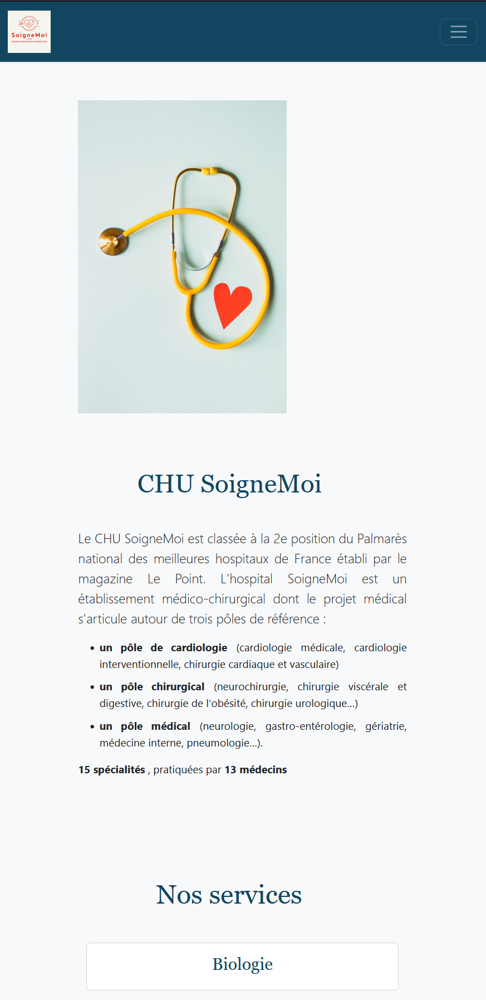 24 7
SoigneMoi
CENTRE HOSPITALIER UNIVERSITAIRE
CHU SoigneMoi
Le CHU SoigneMoi est classée à la 2e position du Palmarès
national des meilleures hospitaux de France établi par le
magazine Le Point. L'hospital SoigneMoi est un
établissement médico-chirurgical dont le projet médical
s'articule autour de trois pôles de référence :
• un pôle de cardiologie (cardiologie médicale, cardiologie
interventionnelle, chirurgie cardiaque et vasculaire)
• un pôle chirurgical (neurochirurgie, chirurgie viscérale et
digestive, chirurgie de l’obésité, chirurgie urologique...)
• un pôle médical (neurologie, gastro-entérologie, gériatrie,
médecine interne, pneumologie...).
15 spécialités , pratiquées par 13 médecins
Nos services
Biologie